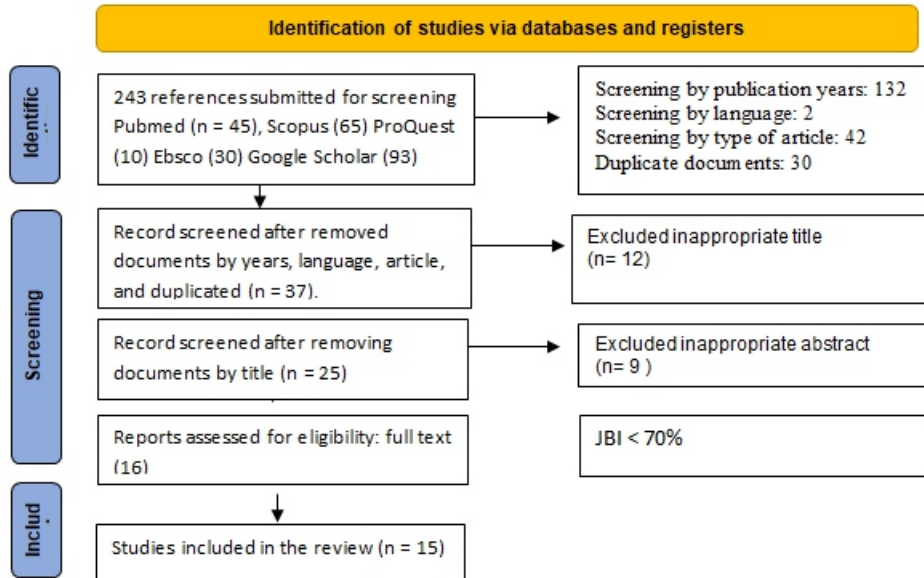 Identification of studies via databases and registers
Identific
243 references submitted for screening
Pubmed (n = 45), Scopus (65) ProQuest
(10) Ebsco (30) Google Scholar (93)
Screening by publication years: 132
Screening by language: 2
Screening by type of article: 42
Duplicate documents: 30
Screening
Record screened after removed
documents by years, language, article,
and duplicated (n = 37).
Excluded inappropriate title
(n= 12)
Record screened after removing
documents by title (n = 25)
Excluded inappropriate abstract
(n= 9 )
Reports assessed for eligibility: full text
(16)
JBI < 70%
Includ
Studies included in the review (n = 15)